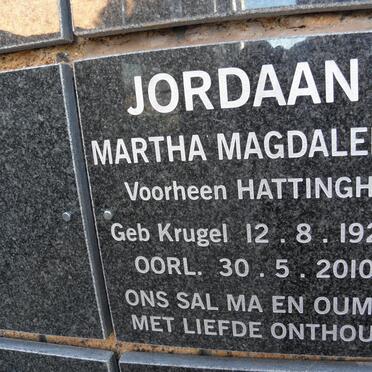 JORDAAN
MARTHA MAGDALE
Voorheen HATTINGH
Geb Krugel 12 . 8 . 192
OORL. 30 . 5 . 2010
ONS SAL MA EN OUM
MET LIEFDE ONTHOU